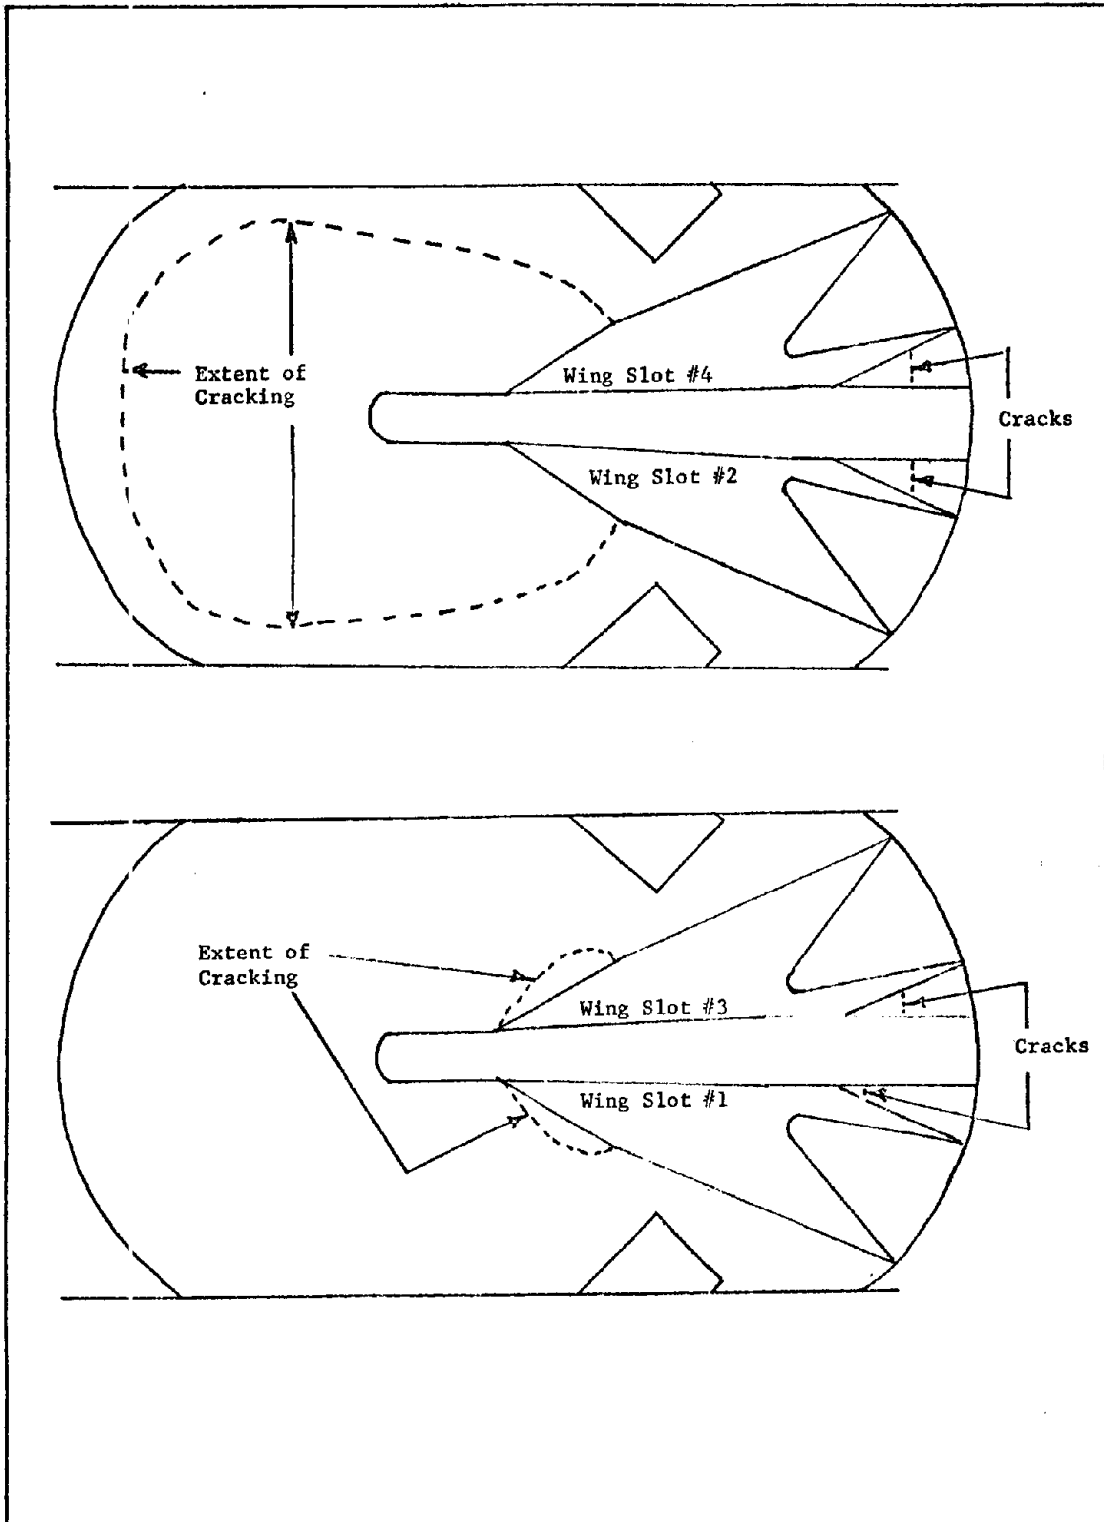 Wing Slot #4
Extent of
Cracking
Cracks
Wing Slot #2
Extent of
Cracking
Wing Slot #3
Cracks
Wing Slot #1